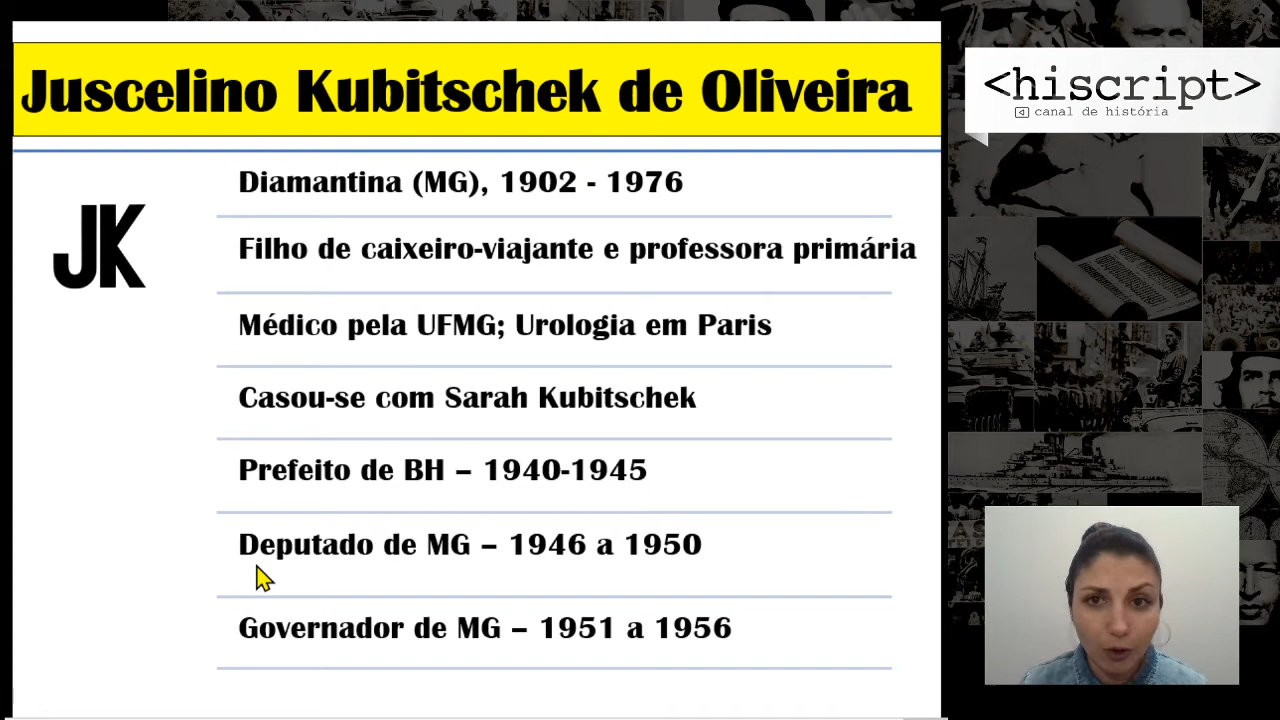 Juscelino Kubitschek de Oliveira
<hiscript>
canal de história
JK
Diamantina (MG), 1902 - 1976
Filho de caixeiro-viajante e professora primária
Médico pela UFMG; Urologia em Paris
Casou-se com Sarah Kubitschek
Prefeito de BH – 1940-1945
Deputado de MG – 1946 a 1950
Governador de MG – 1951 a 1956